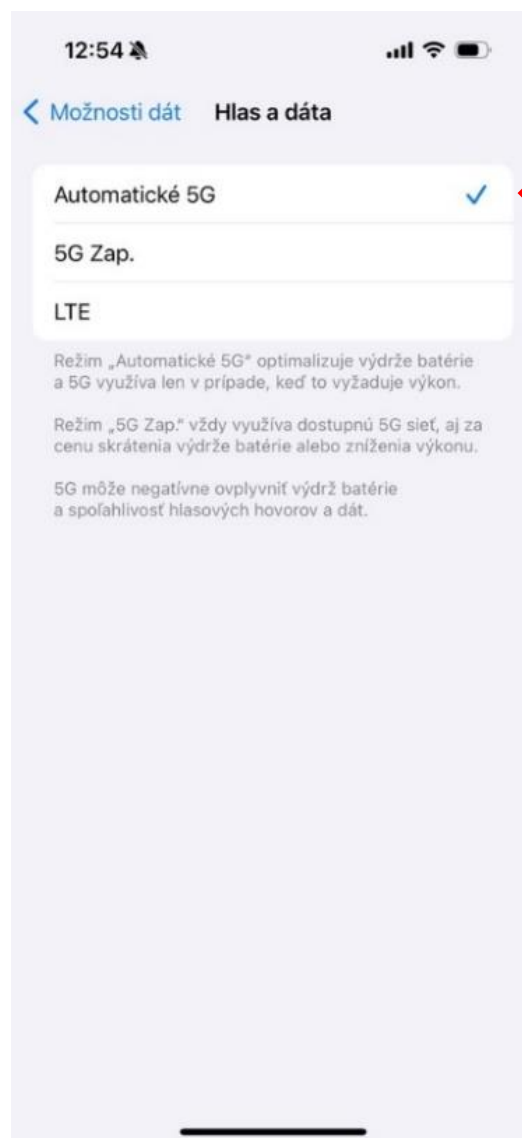 12:54
Možnosti dát Hlas a dáta
Automatické 5G
5G Zap.
LTE
Režim „Automatické 5G“ optimalizuje výdrže batérie
a 5G využíva len v prípade, keď to vyžaduje výkon.
Režim „5G Zap.“ vždy využíva dostupnú 5G sieť, aj za
cenu skrátenia výdrže batérie alebo zníženia výkonu.
5G môže negatívne ovplyvniť výdrž batérie
a spoľahlivosť hlasových hovorov a dát.